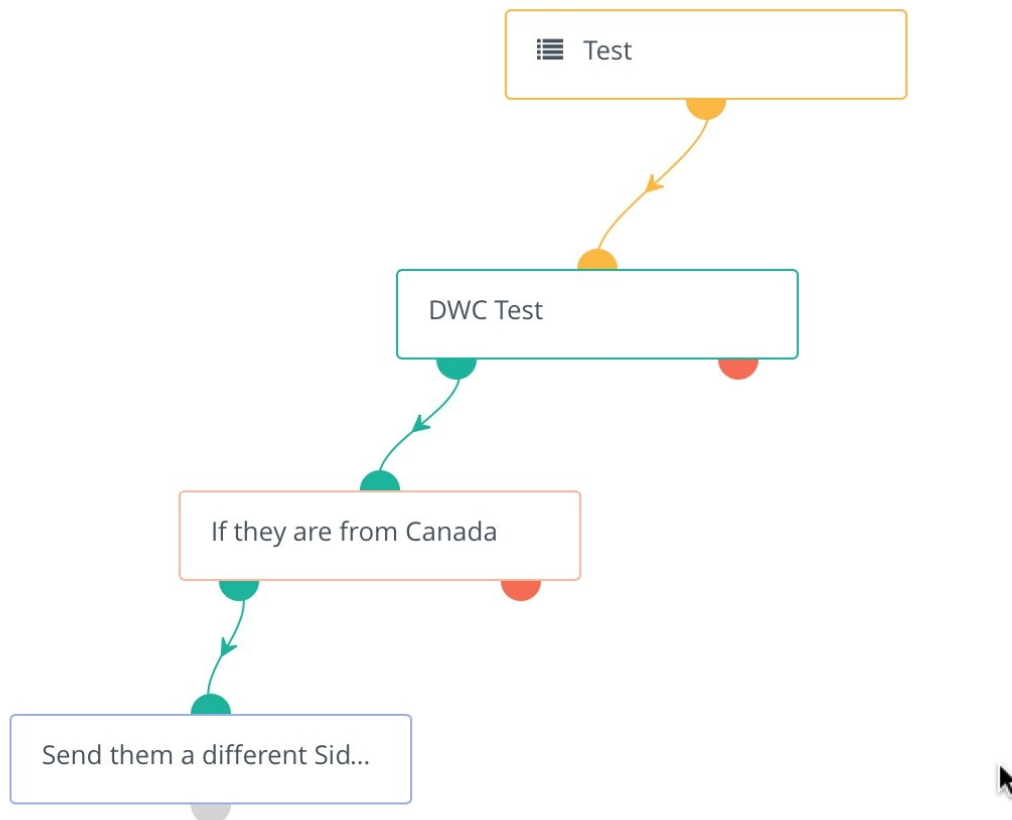 Test
DWC Test
If they are from Canada
Send them a different Sid...